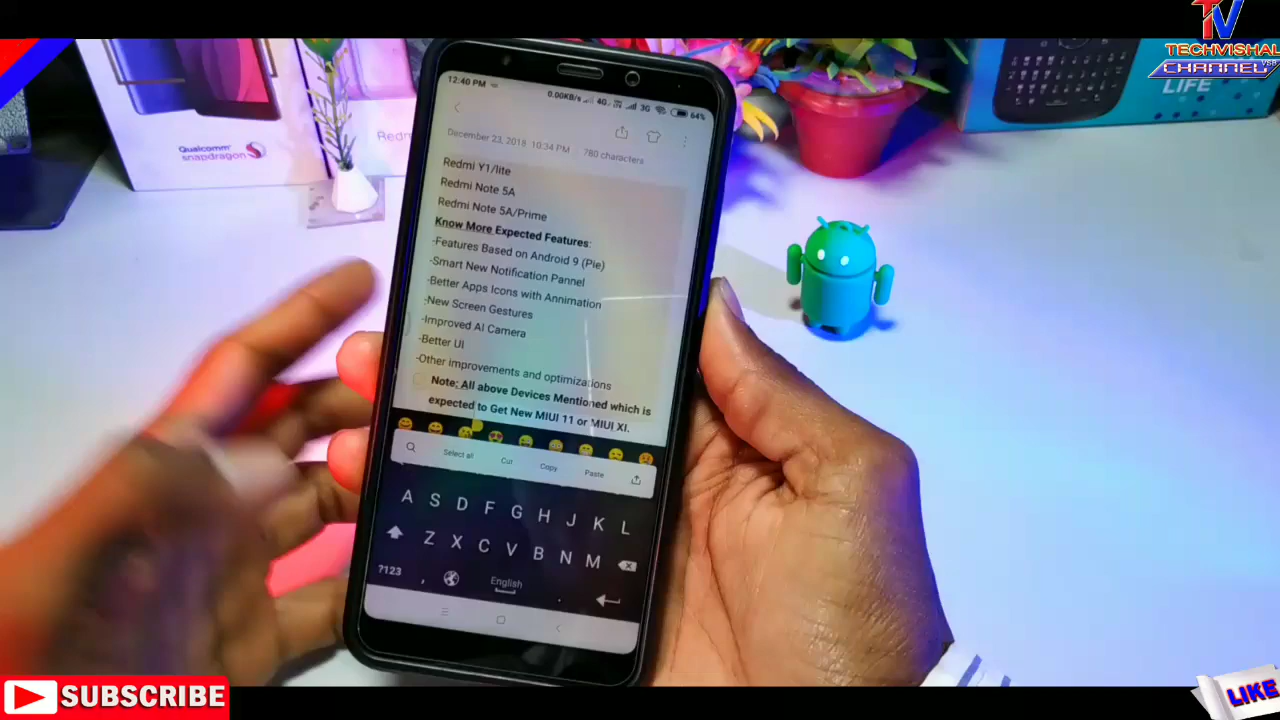 TV
TECHVISHAL
VSB
CHANNEL
LIFE
Qualcomm
snapdragon
Redmi
12:40 PM
0.00KB/s 4G 3G 64%
December 23, 2018 10:34 PM | 780 characters
Redmi Y1/lite
Redmi Note 5A
Redmi Note 5A/Prime
Know More Expected Features:
-Features Based on Android 9 (Pie)
-Smart New Notification Pannel
-Better Apps Icons with Annimation
-New Screen Gestures
-Improved AI Camera
-Better UI
-Other improvements and optimizations
Note: All above Devices Mentioned which is
expected to Get New MIUI 11 or MIUI XI.
Select all Cut Copy Paste
A S D F G H J K L
Z X C V B N M
?123 , English .
SUBSCRIBE
LIKE